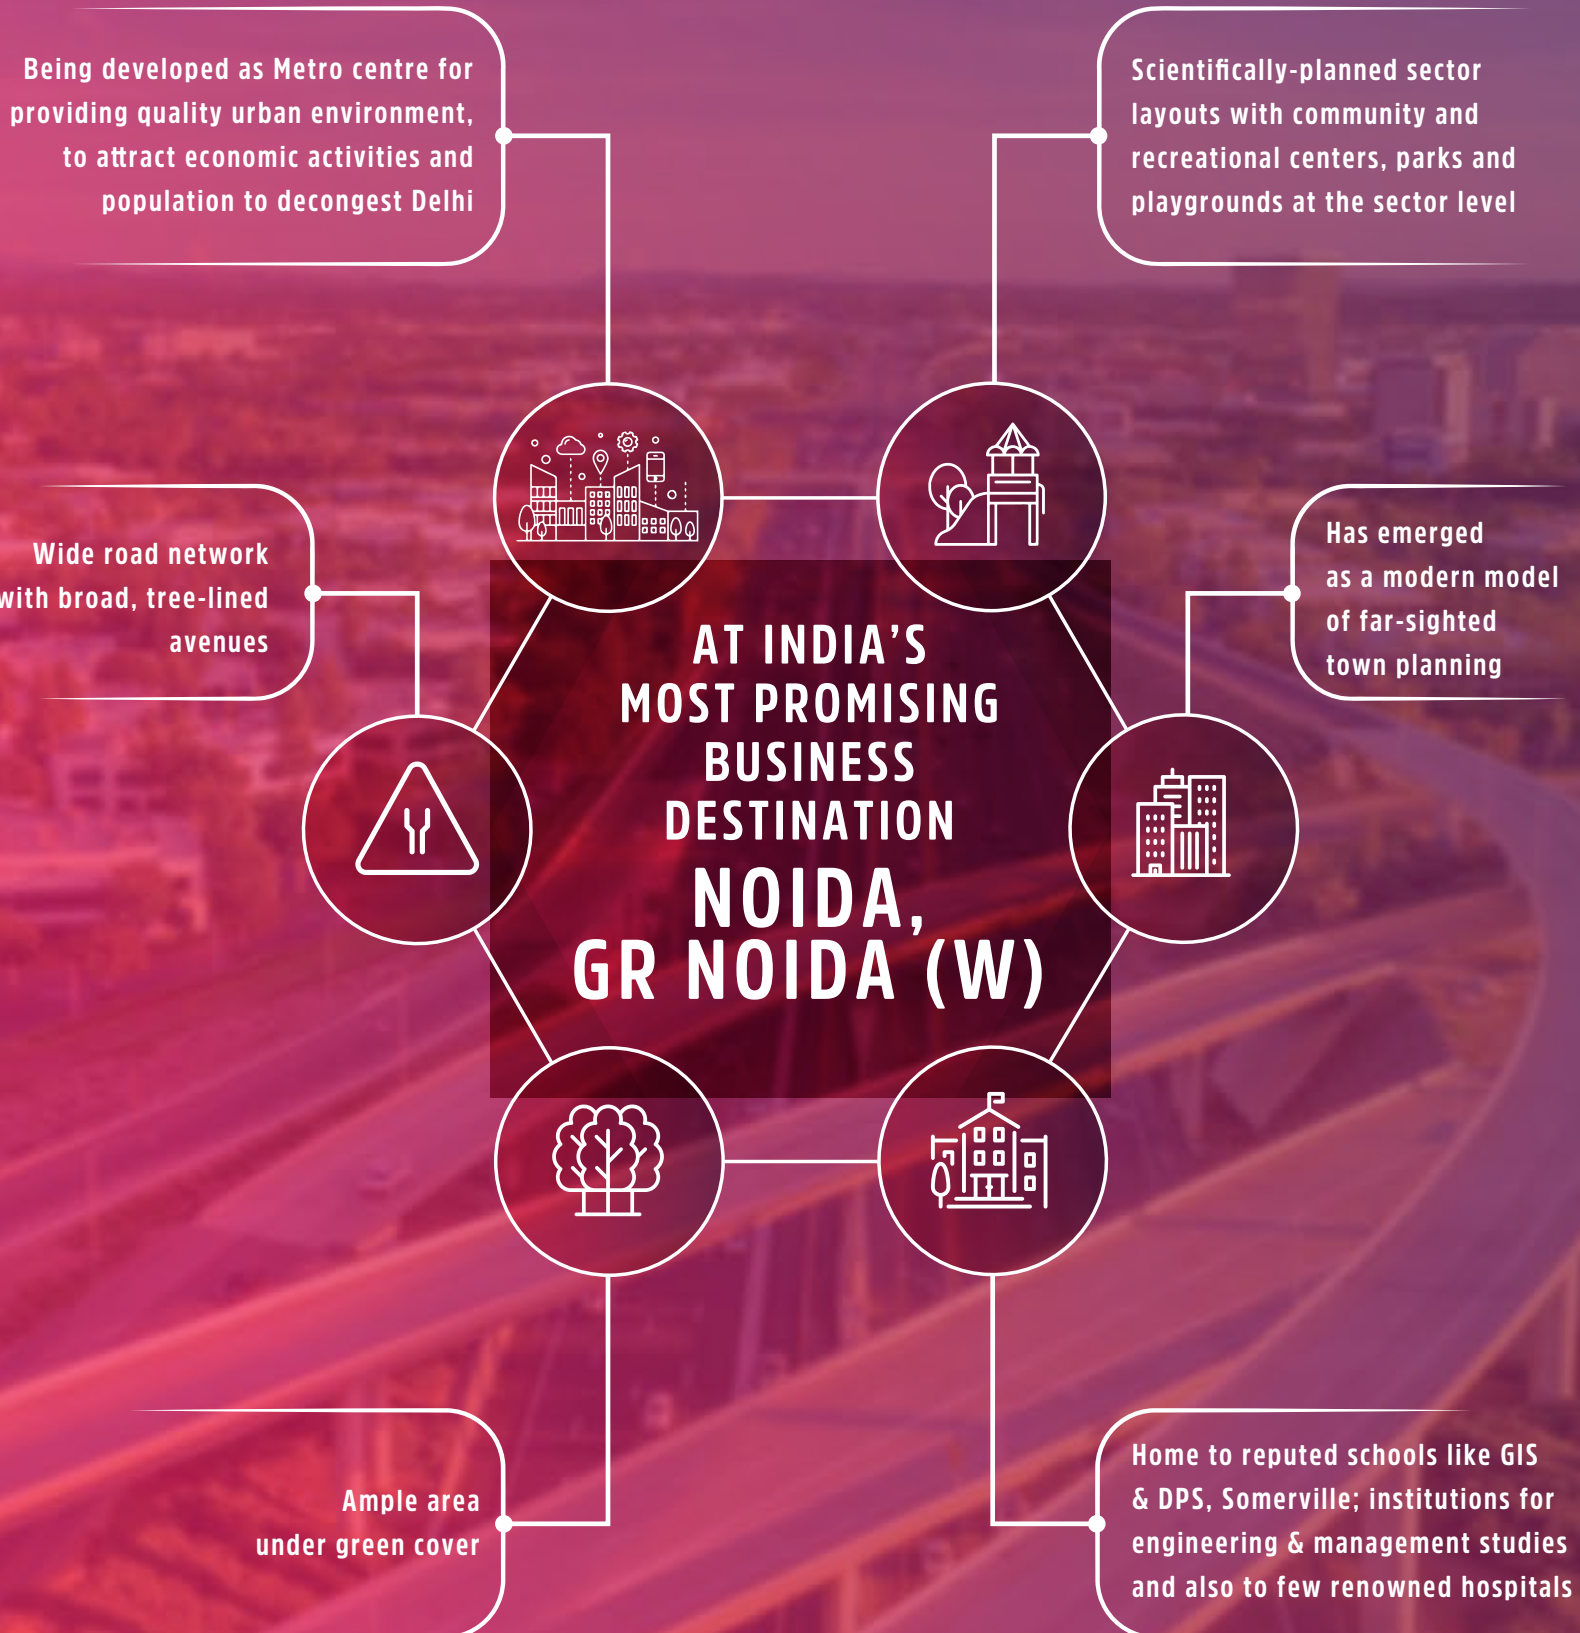 Being developed as Metro centre for
providing quality urban environment,
to attract economic activities and
population to decongest Delhi
Scientifically-planned sector
layouts with community and
recreational centers, parks and
playgrounds at the sector level
Wide road network
with broad, tree-lined
avenues
Has emerged
as a modern model
of far-sighted
town planning
AT INDIA'S
MOST PROMISING
BUSINESS
DESTINATION
NOIDA,
GR NOIDA (W)
Ample area
under green cover
Home to reputed schools like GIS
& DPS, Somerville; institutions for
engineering & management studies
and also to few renowned hospitals